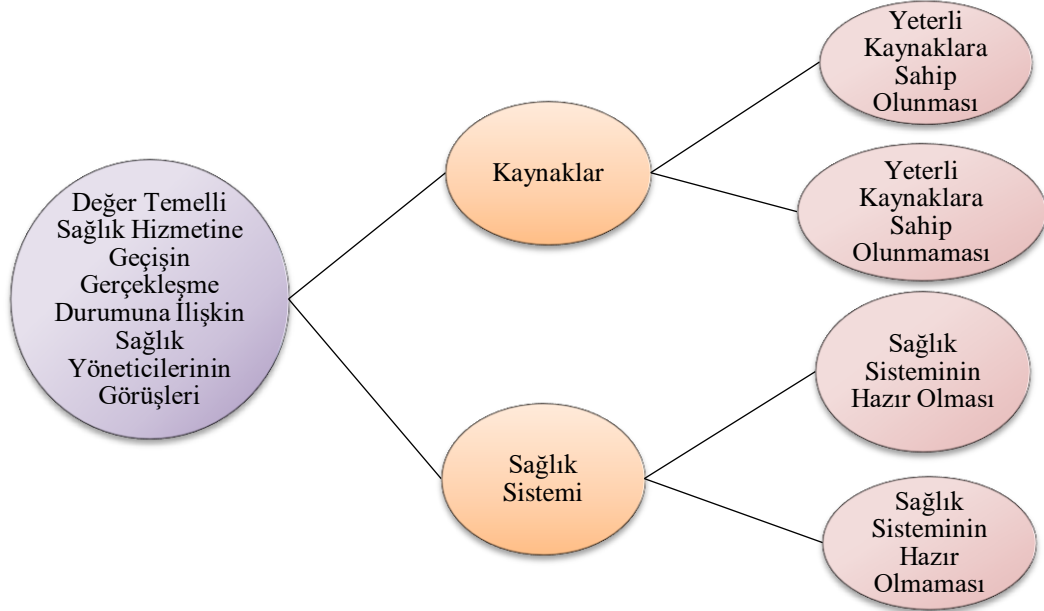 Değer Temelli
Sağlık Hizmetine
Geçişin
Gerçekleşme
Durumuna İlişkin
Sağlık
Yöneticilerinin
Görüşleri
Kaynaklar
Yeterli
Kaynaklara
Sahip
Olunması
Yeterli
Kaynaklara
Sahip
Olunmaması
Sağlık
Sistemi
Sağlık
Sisteminin
Hazır Olması
Sağlık
Sisteminin
Hazır
Olmaması